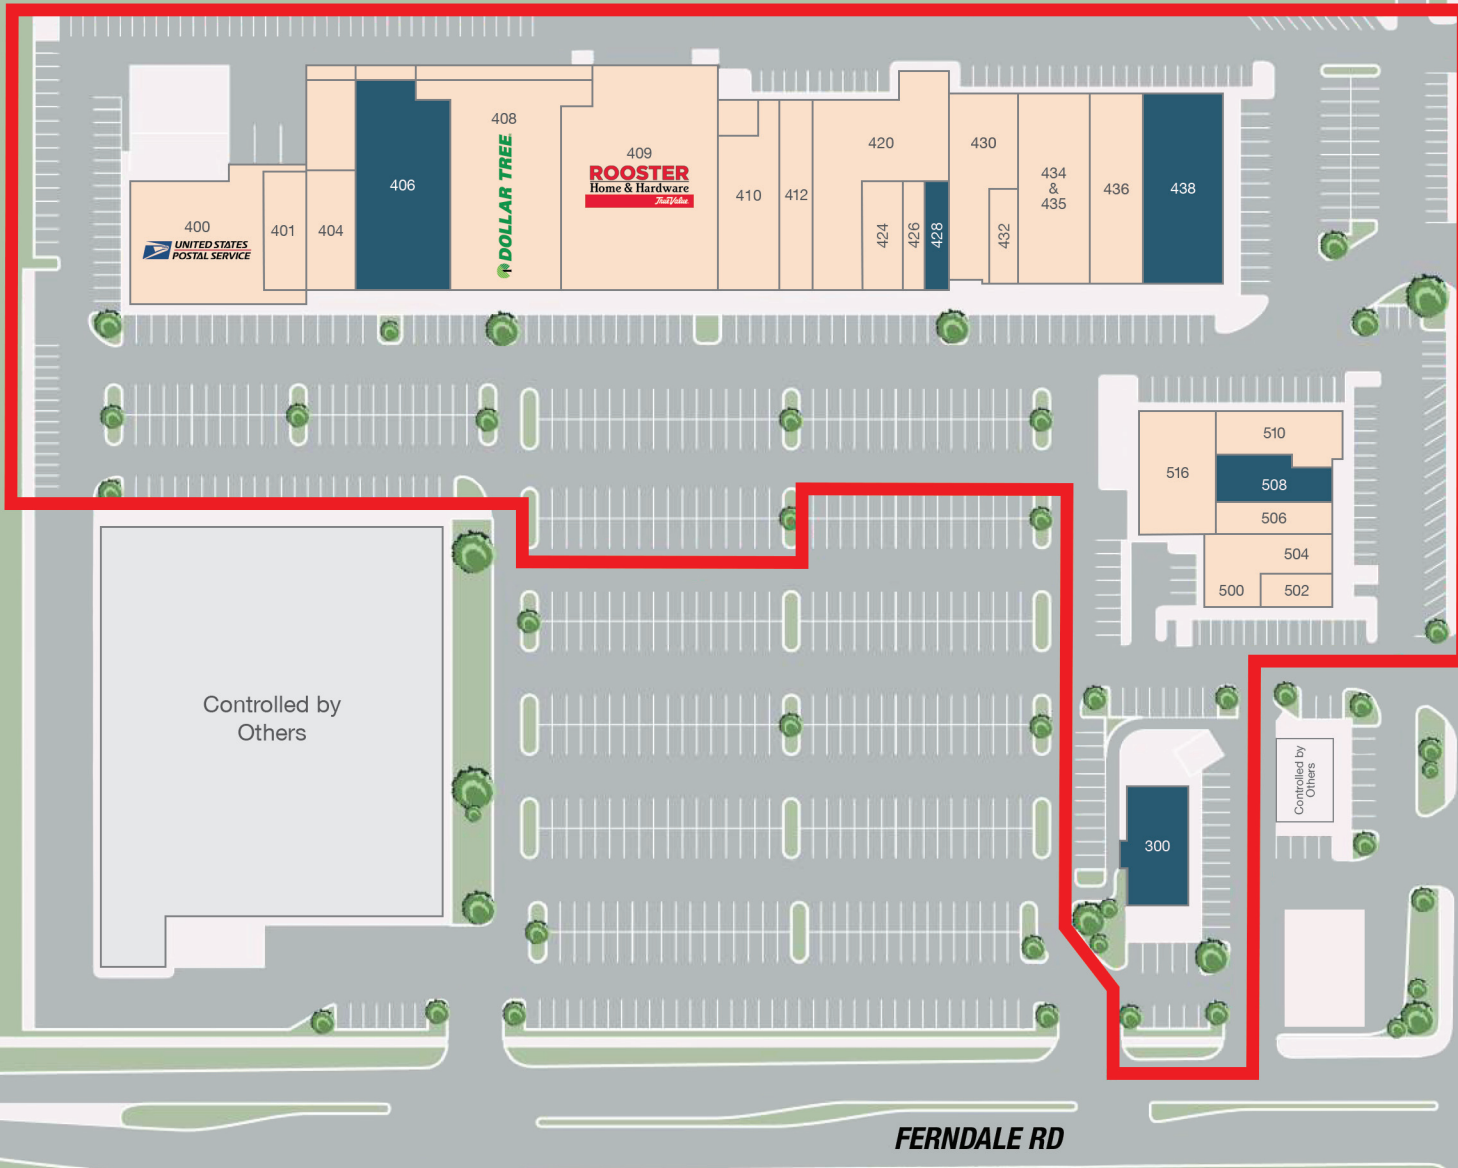 400
UNITED STATES
POSTAL SERVICE
401
404
406
408
DOLLAR TREE
409
ROOSTER
Home & Hardware
True Value
410
412
420
424
426
428
430
432
434
&
435
436
438
510
516
508
506
504
500
502
Controlled by
Others
Controlled by
Others
300
FERNDALE RD